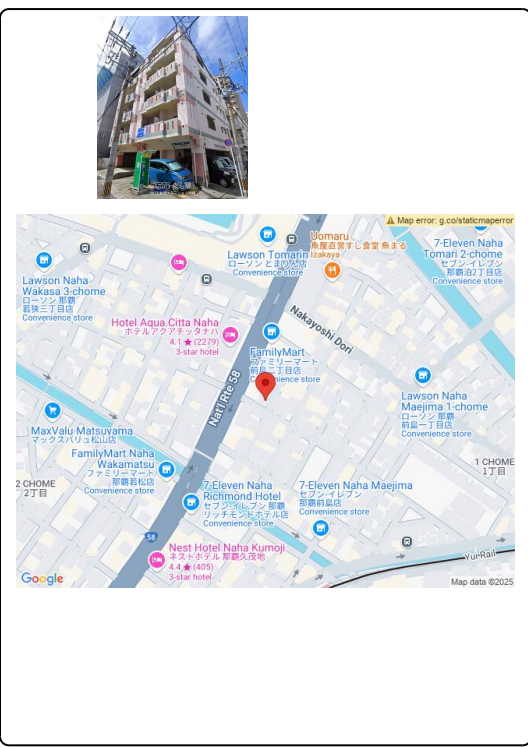 Map error: g.co/staticmaperror
Uomaru
魚屋直営すし食堂 魚まる
Izakaya
7-Eleven Naha
Tomari 2-chome
セブン-イレブン
那覇泊2丁目店
Convenience store
Lawson Tomarin
ローソン とまりん店
Convenience store
Lawson Naha
Wakasa 3-chome
ローソン 那覇
若狭三丁目店
Convenience store
Nakayoshi Dori
Hotel Aqua Citta Naha
ホテルアクアチッタナハ
4.1 ★ (2279)
3-star hotel
FamilyMart
ファミリーマート
前島二丁目店
Convenience store
Nat'l Rte 58
Lawson Naha
Maejima 1-chome
ローソン 那覇
前島一丁目店
Convenience store
MaxValu Matsuyama
マックスバリュ松山店
FamilyMart Naha
Wakamatsu
ファミリーマート
那覇若松店
Convenience store
1 CHOME
1丁目
2 CHOME
2丁目
7-Eleven Naha
Richmond Hotel
セブン-イレブン 那覇
リッチモンドホテル店
Convenience store
7-Eleven Naha Maejima
セブン-イレブン
那覇前島店
Convenience store
58
Nest Hotel Naha Kumoji
ネストホテル 那覇久茂地
4.4 ★ (405)
3-star hotel
Yui Rail
Google
Map data ©2025